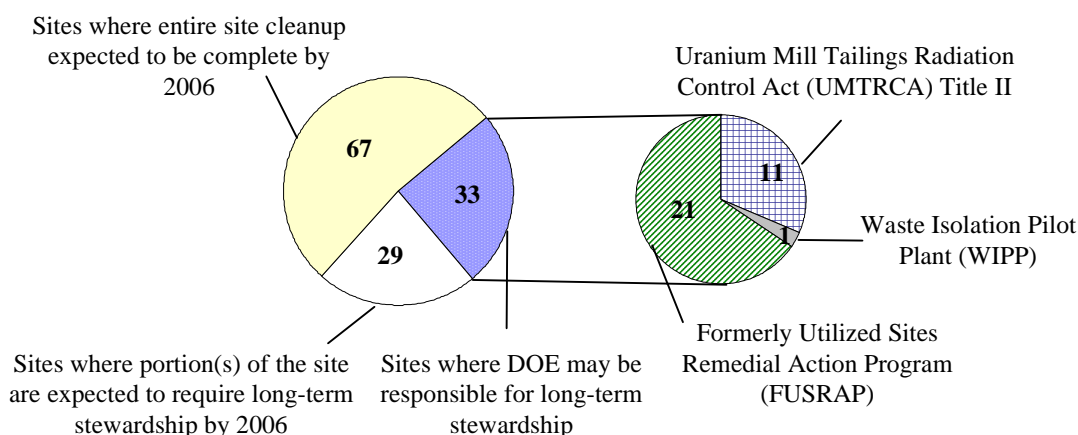 Sites where entire site cleanup
expected to be complete by
2006
Uranium Mill Tailings Radiation
Control Act (UMTRCA) Title II
67
33
29
11
21
1
Waste Isolation Pilot
Plant (WIPP)
Sites where portion(s) of the site
are expected to require long-term
stewardship by 2006
Sites where DOE may be
responsible for long-term
stewardship
Formerly Utilized Sites
Remedial Action Program
(FUSRAP)